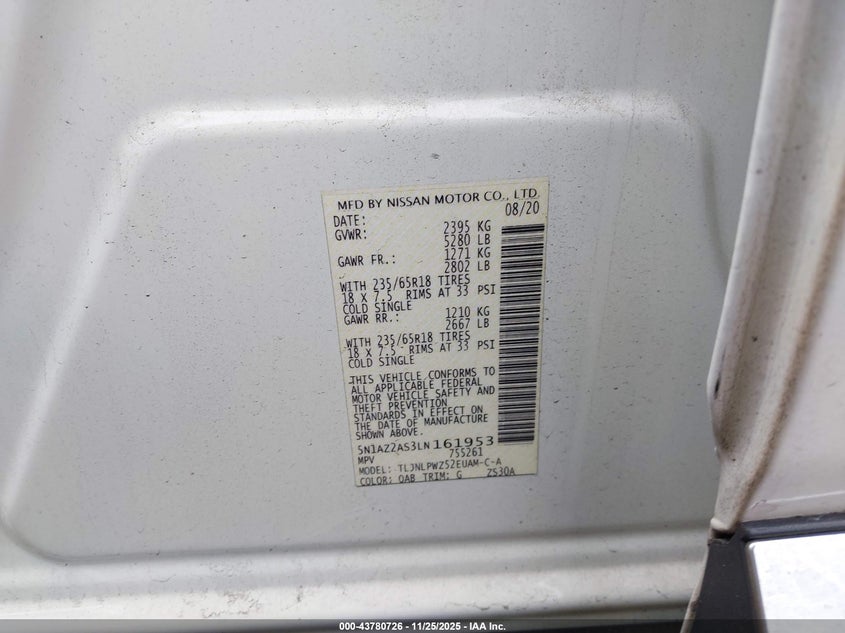 MFD BY NISSAN MOTOR CO., LTD.
DATE: 08/20
GVWR: 2395 KG
5280 LB
GAWR FR.: 1271 KG
2802 LB
WITH 235/65R18 TIRES
18 X 7.5 RIMS AT 33 PSI
COLD SINGLE
GAWR RR.: 1210 KG
2667 LB
WITH 235/65R18 TIRES
18 X 7.5 RIMS AT 33 PSI
COLD SINGLE
THIS VEHICLE CONFORMS TO
ALL APPLICABLE FEDERAL
MOTOR VEHICLE SAFETY AND
THEFT PREVENTION
STANDARDS IN EFFECT ON
THE DATE OF MANUFACTURE
SHOWN ABOVE.
5N1AZ2AS3LN161953
MPV 755261
MODEL: TLJNLPWZ52EUAM-C-A
COLOR: QAB TRIM: G Z530A
000-43780726 - 11/25/2025 - IAA Inc.